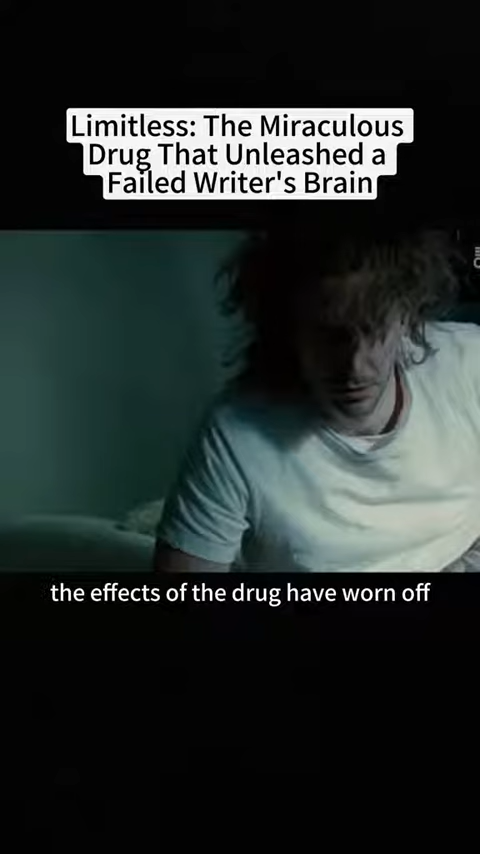 Limitless: The Miraculous
Drug That Unleashed a
Failed Writer's Brain
the effects of the drug have worn off